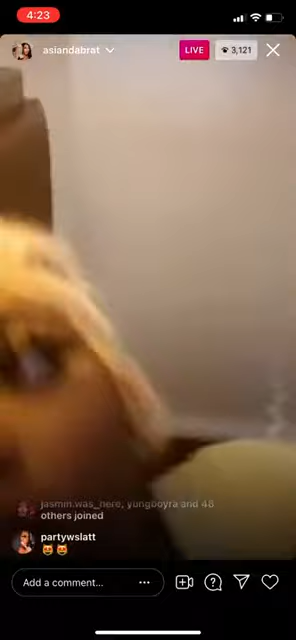 4:23
asiandabrat
LIVE
3,121
jasmin.was_here, yungboyra and 48
others joined
partywslatt
Add a comment...